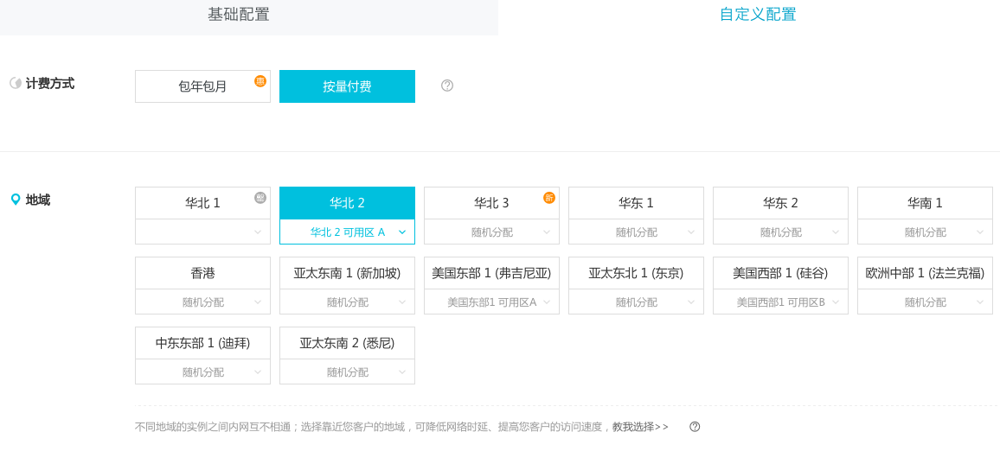 基础配置 自定义配置
计费方式 包年包月 惠 按量付费
地域 华北 1 华北 2 华北 3 新 华东 1 华东 2 华南 1
华北 2 可用区 A 随机分配 随机分配 随机分配 随机分配
香港 亚太东南 1 (新加坡) 美国东部 1 (弗吉尼亚) 亚太东北 1 (东京) 美国西部 1 (硅谷) 欧洲中部 1 (法兰克福)
随机分配 随机分配 美国东部1 可用区A 随机分配 美国西部1 可用区B 随机分配
中东东部 1 (迪拜) 亚太东南 2 (悉尼)
随机分配 随机分配
不同地域的实例之间内网互不相通；选择靠近您客户的地域，可降低网络时延、提高您客户的访问速度，教我选择>>